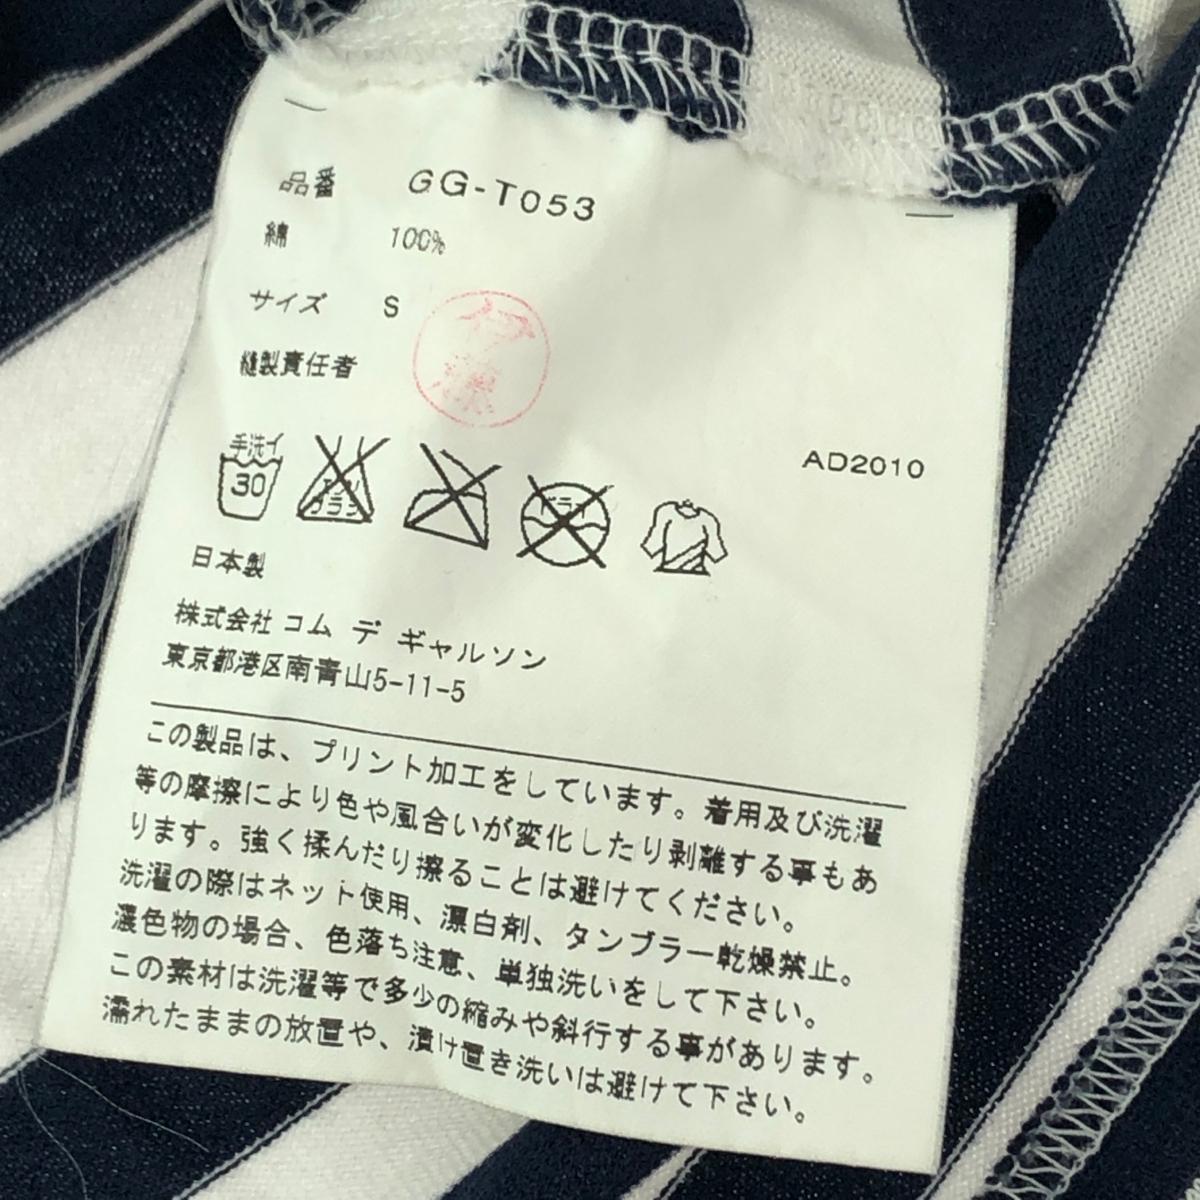 品番 GG-T053
綿 100%
サイズ S
縫製責任者
AD2010
手洗イ
30
ドライ
日本製
株式会社 コム デ ギャルソン
東京都港区南青山5-11-5
この製品は、プリント加工をしています。着用及び洗濯
等の摩擦により色や風合いが変化したり剥離する事もあ
ります。強く揉んだり擦ることは避けてください。
洗濯の際はネット使用、漂白剤、タンブラー乾燥禁止。
濃色物の場合、色落ち注意、単独洗いをして下さい。
この素材は洗濯等で多少の縮みや斜行する事があります。
濡れたままの放置や、漬け置き洗いは避けて下さい。